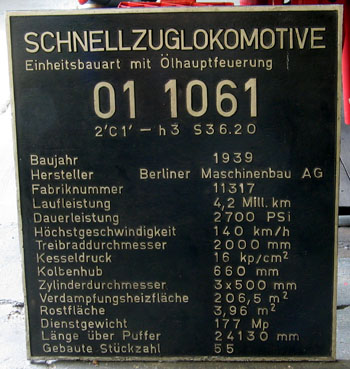 SCHNELLZUGLOKOMOTIVE
Einheitsbauart mit Ölhauptfeuerung
01 1061
2'C1' – h3 S36.20
Baujahr 1939
Hersteller Berliner Maschinenbau AG
Fabriknummer 11317
Laufleistung 4,2 Mill. km
Dauerleistung 2700 PSi
Höchstgeschwindigkeit 140 km/h
Treibraddurchmesser 2000 mm
Kesseldruck 16 kp/cm²
Kolbenhub 660 mm
Zylinderdurchmesser 3x500 mm
Verdampfungsheizfläche 206,5 m²
Rostfläche 3,96 m²
Dienstgewicht 177 Mp
Länge über Puffer 24130 mm
Gebaute Stückzahl 55